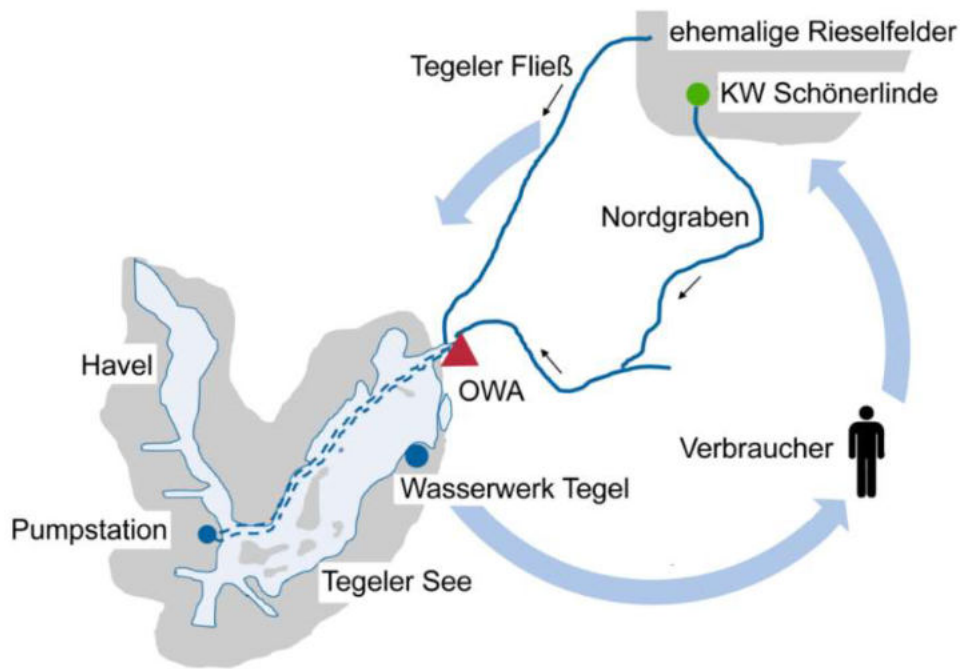 ehemalige Rieselfelder
Tegeler Fließ
KW Schönerlinde
Nordgraben
Havel
OWA
Verbraucher
Wasserwerk Tegel
Pumpstation
Tegeler See